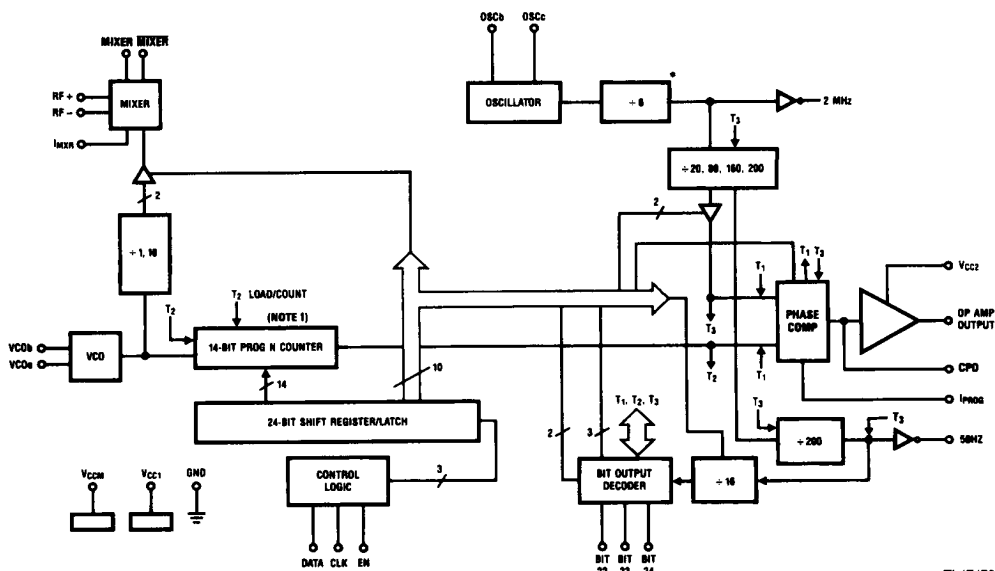 OSCb OSCc
MIXER MIXER
RF +
RF -
MIXER
IMXR
OSCILLATOR
÷ 6
*
2 MHz
T3
÷ 20, 80, 160, 200
2
÷ 1, 10
2
T1
T1 T3
VCC2
PHASE
COMP
OP AMP
OUTPUT
T3
T2
T1
CPO
IPROG
T2
T2 LOAD/COUNT
(NOTE 1)
VCOb
VCOe
VCO
14-BIT PROG N COUNTER
14
10
24-BIT SHIFT REGISTER/LATCH
T1, T2, T3
2
3
T3
÷ 200
T3
50HZ
VCCM
VCC1
GND
CONTROL
LOGIC
3
BIT OUTPUT
DECODER
÷ 16
DATA CLK EN
BIT BIT BIT
22 23 24